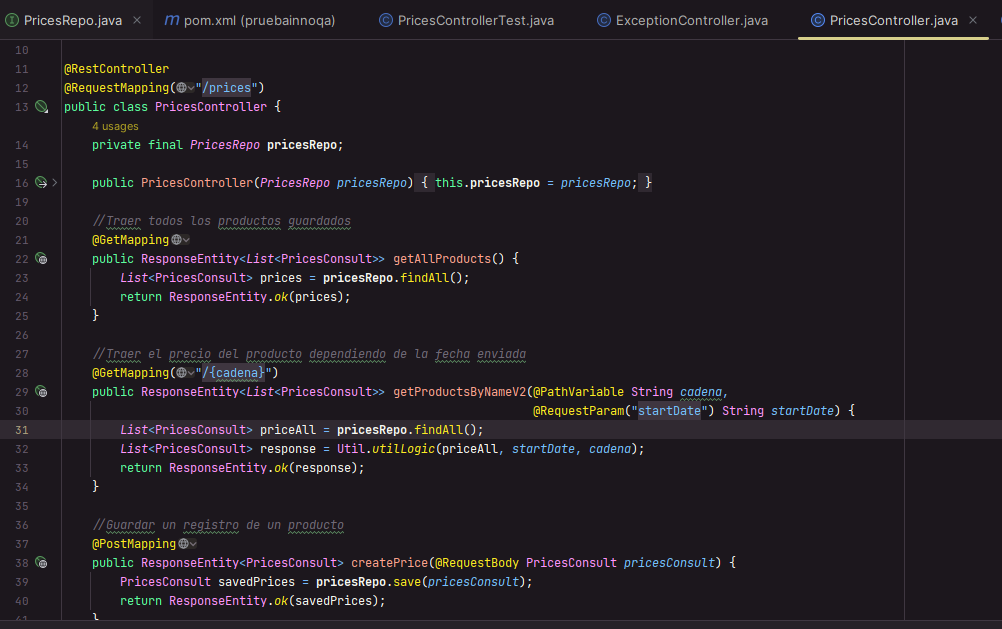 PricesRepo.java
pom.xml (pruebainnoqa)
PricesControllerTest.java
ExceptionController.java
PricesController.java
10
11 @RestController
12 @RequestMapping("/prices")
13 public class PricesController {
4 usages
14 private final PricesRepo pricesRepo;
15
16 public PricesController(PricesRepo pricesRepo) { this.pricesRepo = pricesRepo; }
19
20 //Traer todos los productos guardados
21 @GetMapping
22 public ResponseEntity<List<PricesConsult>> getAllProducts() {
23 List<PricesConsult> prices = pricesRepo.findAll();
24 return ResponseEntity.ok(prices);
25 }
26
27 //Traer el precio del producto dependiendo de la fecha enviada
28 @GetMapping("/{cadena}")
29 public ResponseEntity<List<PricesConsult>> getProductsByNameV2(@PathVariable String cadena,
30 @RequestParam("startDate") String startDate) {
31 List<PricesConsult> priceAll = pricesRepo.findAll();
32 List<PricesConsult> response = Util.utilLogic(priceAll, startDate, cadena);
33 return ResponseEntity.ok(response);
34 }
35
36 //Guardar un registro de un producto
37 @PostMapping
38 public ResponseEntity<PricesConsult> createPrice(@RequestBody PricesConsult pricesConsult) {
39 PricesConsult savedPrices = pricesRepo.save(pricesConsult);
40 return ResponseEntity.ok(savedPrices);
41 }